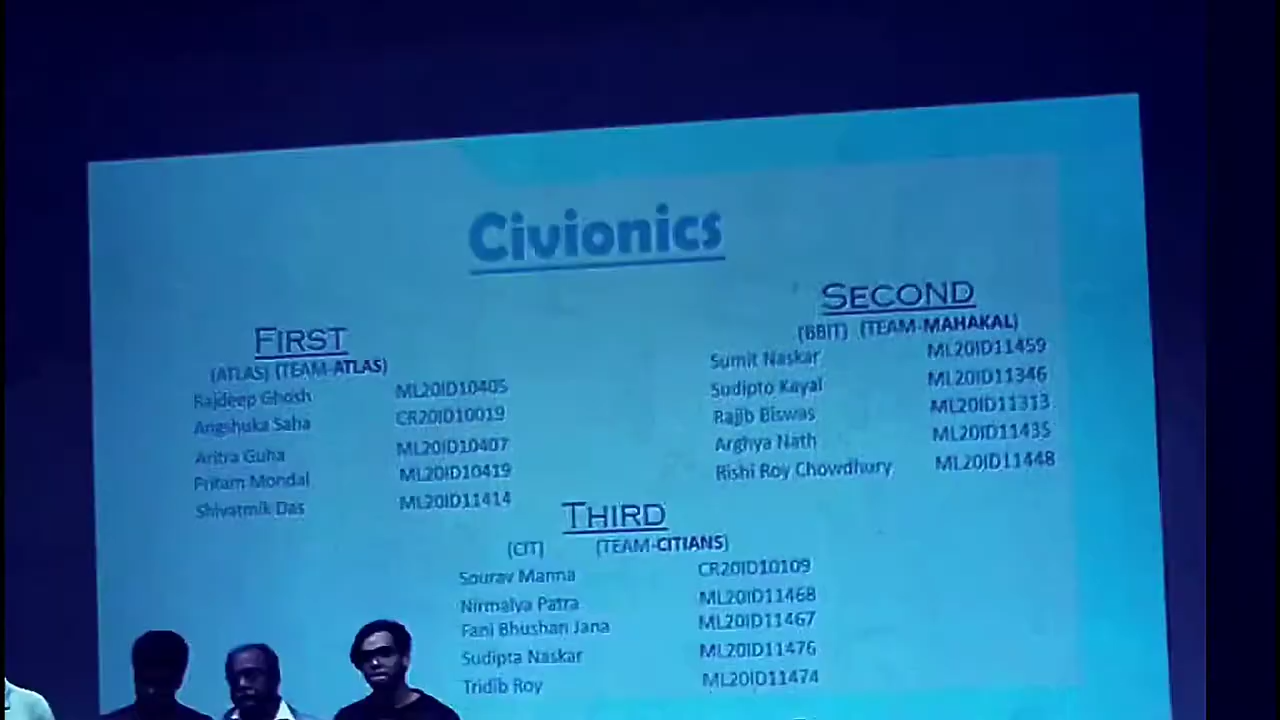 Civionics
FIRST
(ATLAS) (TEAM-ATLAS)
Rajdeep Ghosh ML20ID10405
Angshuka Saha CR20ID10019
Aritra Guha ML20ID10407
Pritam Mondal ML20ID10419
Shivatmik Das ML20ID11414
SECOND
(BBIT) (TEAM-MAHAKAL)
Sumit Naskar ML20ID11459
Sudipto Kayal ML20ID11346
Rajib Biswas ML20ID11313
Arghya Nath ML20ID11435
Rishi Roy Chowdhury ML20ID11448
THIRD
(CIT) (TEAM-CITIANS)
Sourav Manna CR20ID10109
Nirmalya Patra ML20ID11468
Fani Bhushan Jana ML20ID11467
Sudipta Naskar ML20ID11476
Tridib Roy ML20ID11474